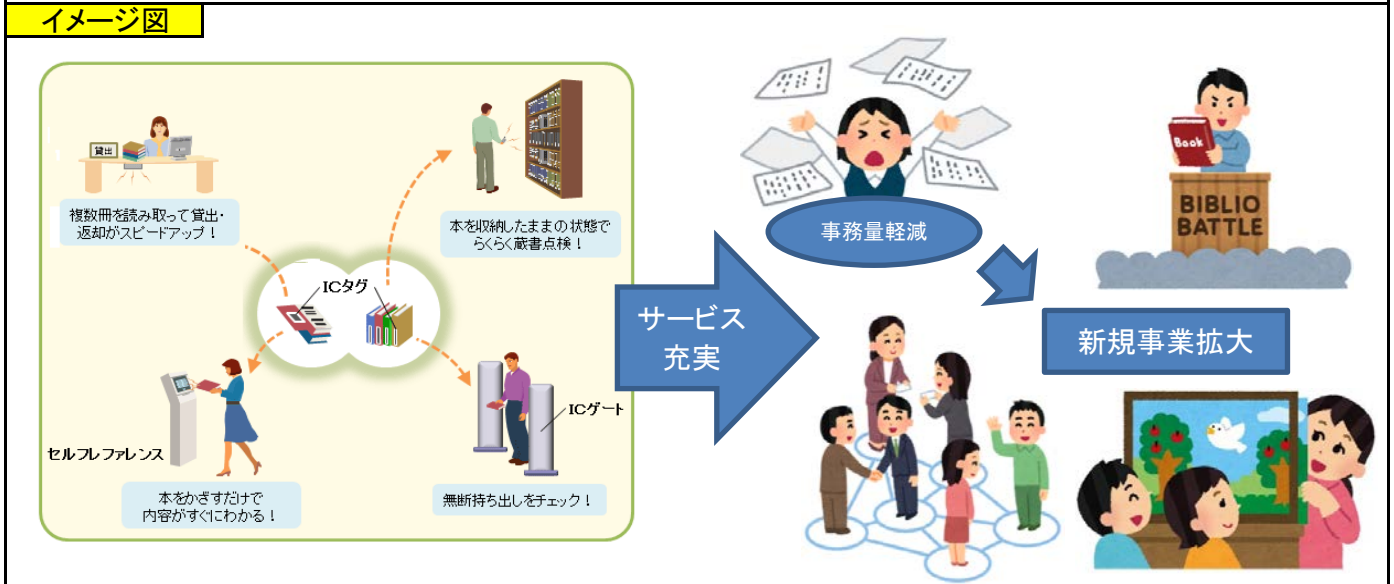 イメージ図
貸出
複数冊を読み取って貸出・
返却がスピードアップ！
本を収納したままの状態で
らくらく蔵書点検！
ICタグ
セルフレファレンス
本をかざすだけで
内容がすぐにわかる！
ICゲート
無断持ち出しをチェック！
サービス
充実
事務量軽減
Book
BIBLIO
BATTLE
新規事業拡大